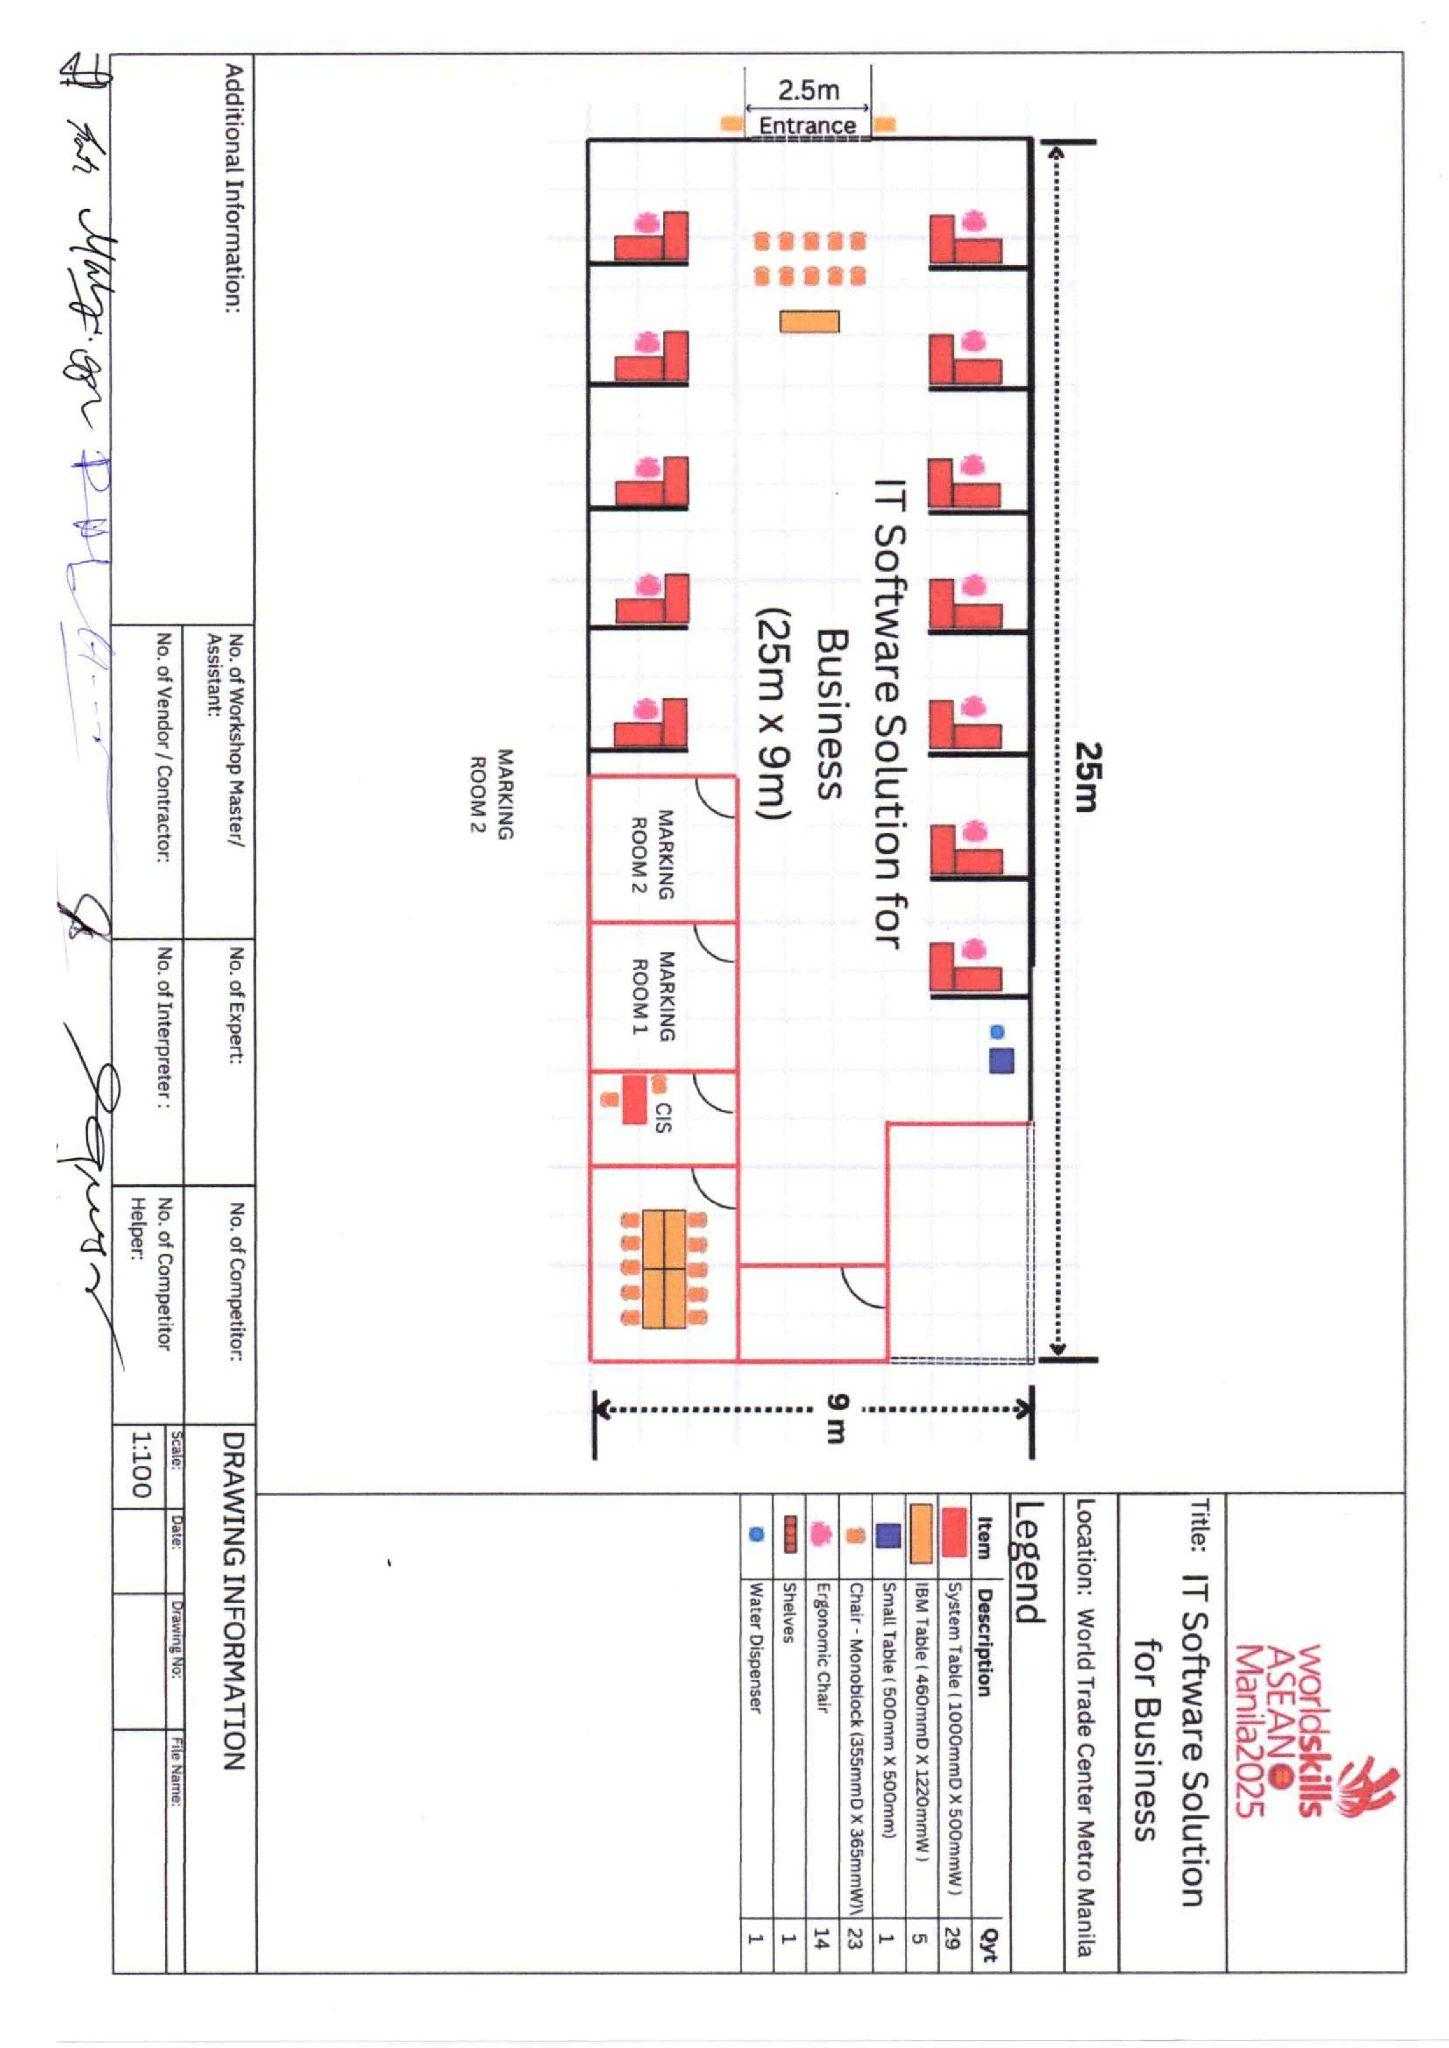 2.5m
Entrance
25m
IT Software Solution for
Business
(25m x 9m)
MARKING
ROOM 2
MARKING
ROOM 1
CIS
MARKING
ROOM 2
9 m
worldskills
ASEAN
Manila2025
Title: IT Software Solution
for Business
Location: World Trade Center Metro Manila
Legend
Item Description Qyt
System Table ( 1000mmD X 500mmW ) 29
IBM Table ( 460mmD X 1220mmW ) 5
Small Table ( 500mm X 500mm) 1
Chair - Monoblock (355mmD X 365mmW)\ 23
Ergonomic Chair 14
Shelves 1
Water Dispenser 1
Additional Information:
No. of Workshop Master/
Assistant:
No. of Expert:
No. of Competitor:
No. of Vendor / Contractor:
No. of Interpreter :
No. of Competitor
Helper:
DRAWING INFORMATION
Scale:
1:100
Date:
Drawing No:
File Name: